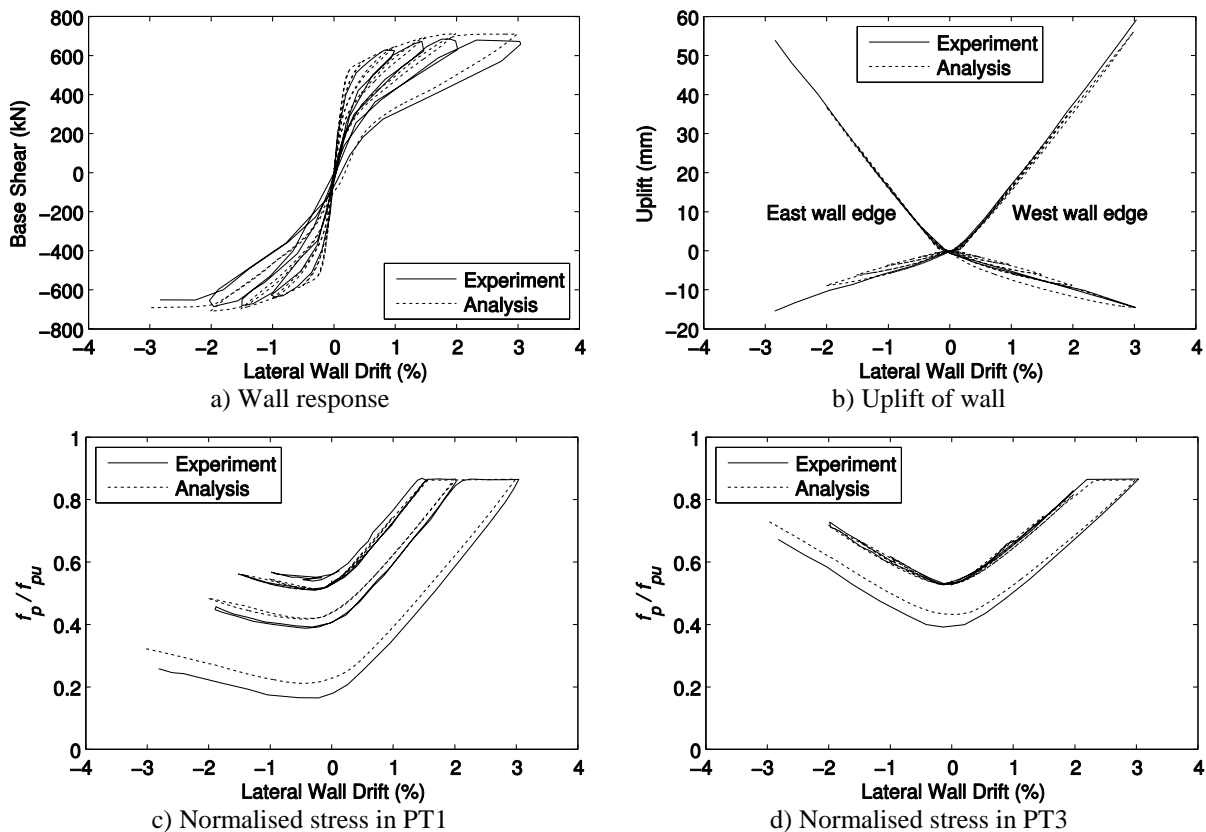 800
600
400
200
0
−200
−400
−600
−800
Base Shear (kN)
Experiment
Analysis
−4 −3 −2 −1 0 1 2 3 4
Lateral Wall Drift (%)
a) Wall response
60
50
40
30
20
10
0
−10
−20
Uplift (mm)
Experiment
Analysis
East wall edge
West wall edge
−4 −3 −2 −1 0 1 2 3 4
Lateral Wall Drift (%)
b) Uplift of wall
1
0.8
0.6
0.4
0.2
0
fp / fpu
Experiment
Analysis
−4 −3 −2 −1 0 1 2 3 4
Lateral Wall Drift (%)
c) Normalised stress in PT1
1
0.8
0.6
0.4
0.2
0
fp / fpu
Experiment
Analysis
−4 −3 −2 −1 0 1 2 3 4
Lateral Wall Drift (%)
d) Normalised stress in PT3